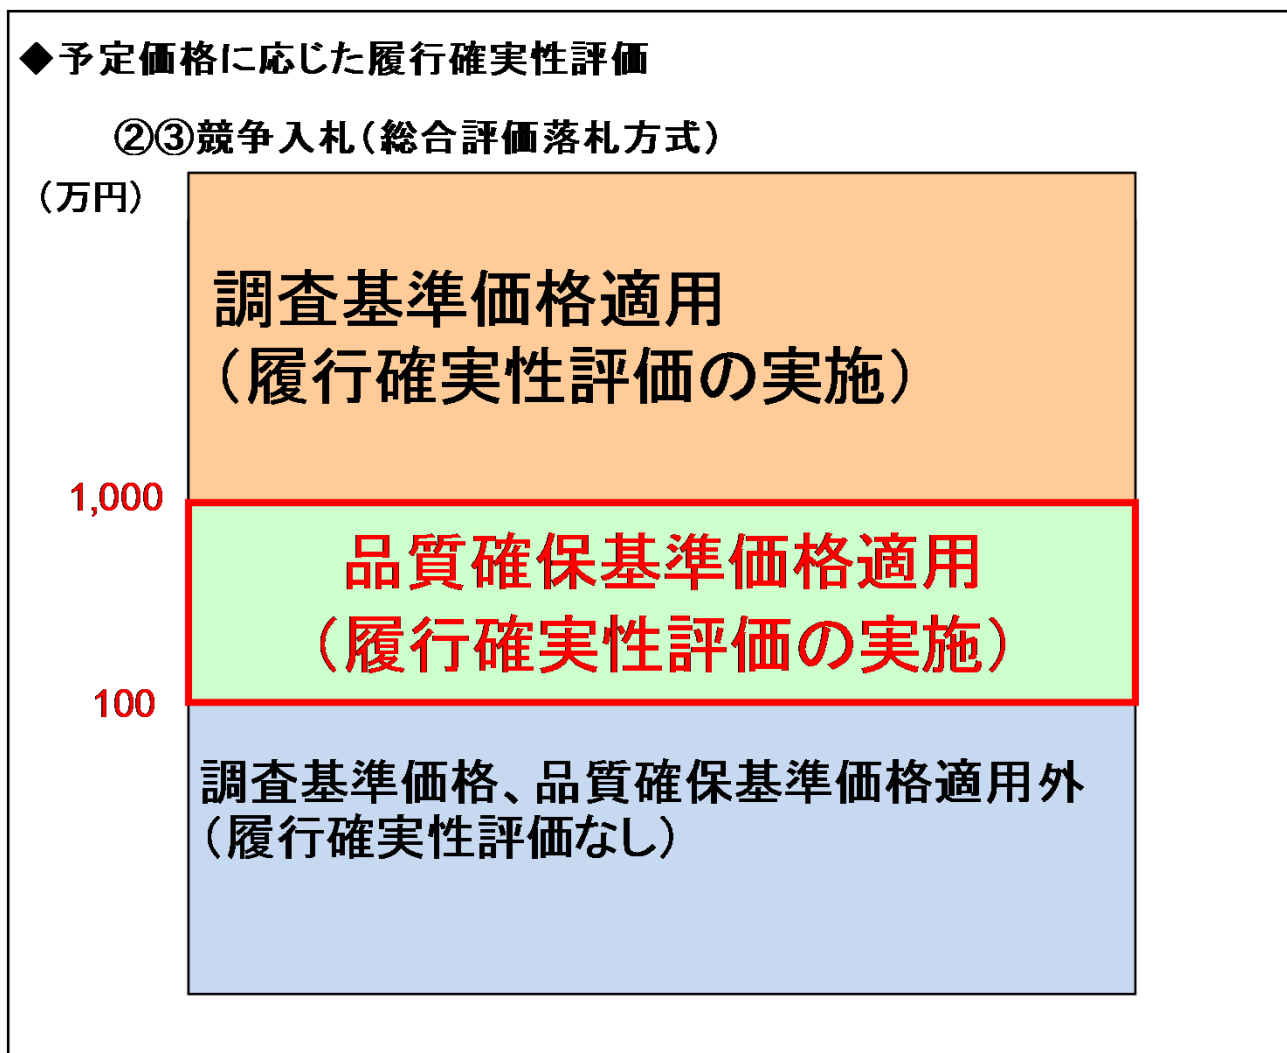 ◆予定価格に応じた履行確実性評価
②③競争入札(総合評価落札方式)
(万円)
調査基準価格適用
(履行確実性評価の実施)
1,000
品質確保基準価格適用
(履行確実性評価の実施)
100
調査基準価格、品質確保基準価格適用外
(履行確実性評価なし)